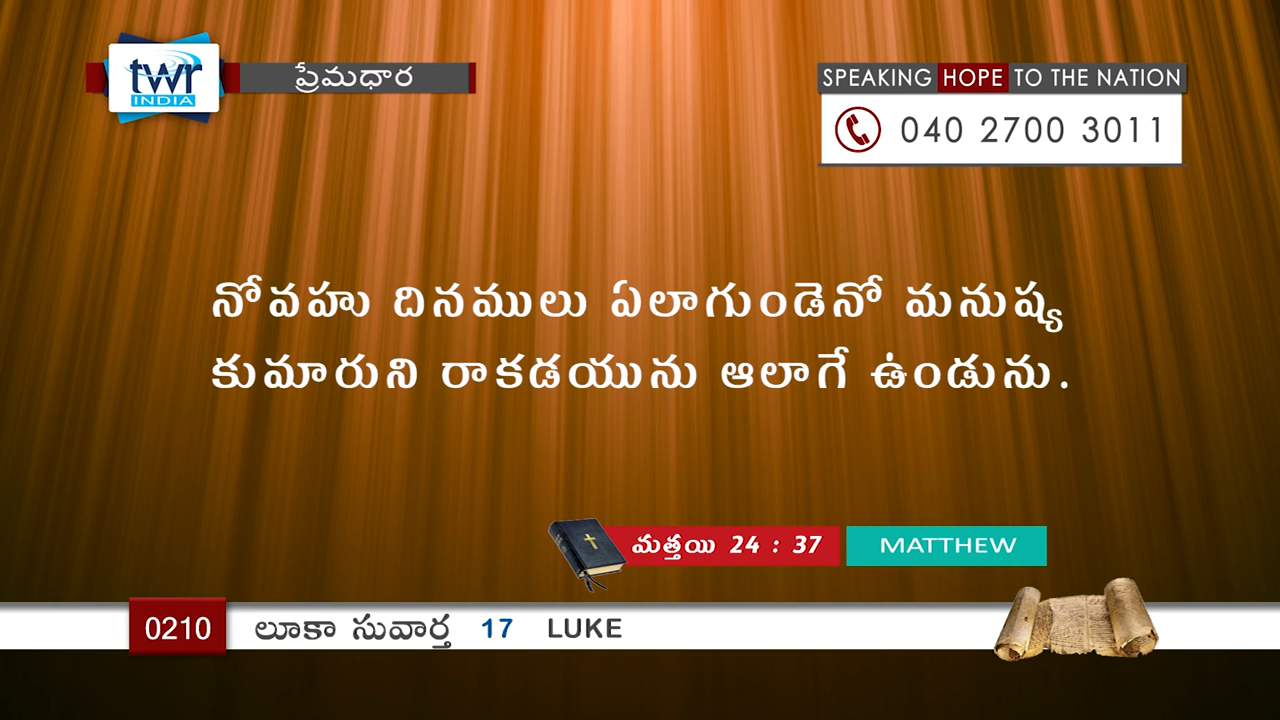 twr
INDIA
ప్రేమధార
SPEAKING HOPE TO THE NATION
040 2700 3011
నోవహు దినములు ఏలాగుండెనో మనుష్య
కుమారుని రాకడయును ఆలాగే ఉండును.
మత్తయి 24 : 37
MATTHEW
0210 లూకా సువార్త 17 LUKE